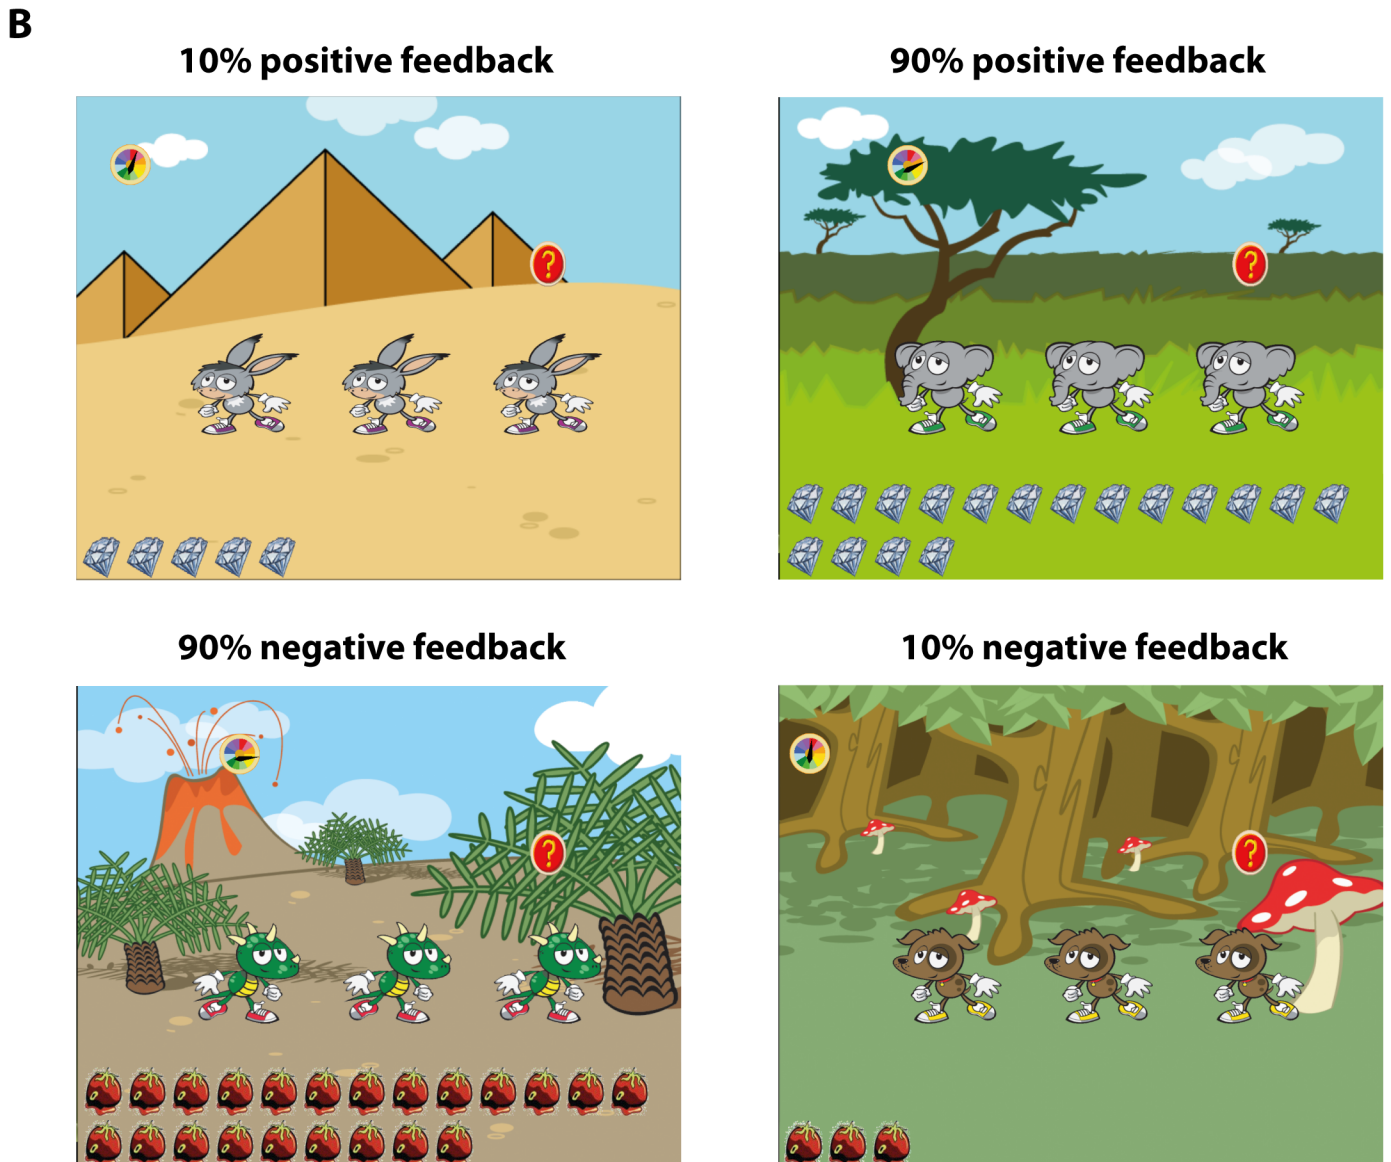 B
10% positive feedback
90% positive feedback
?
?
90% negative feedback
10% negative feedback
?
?